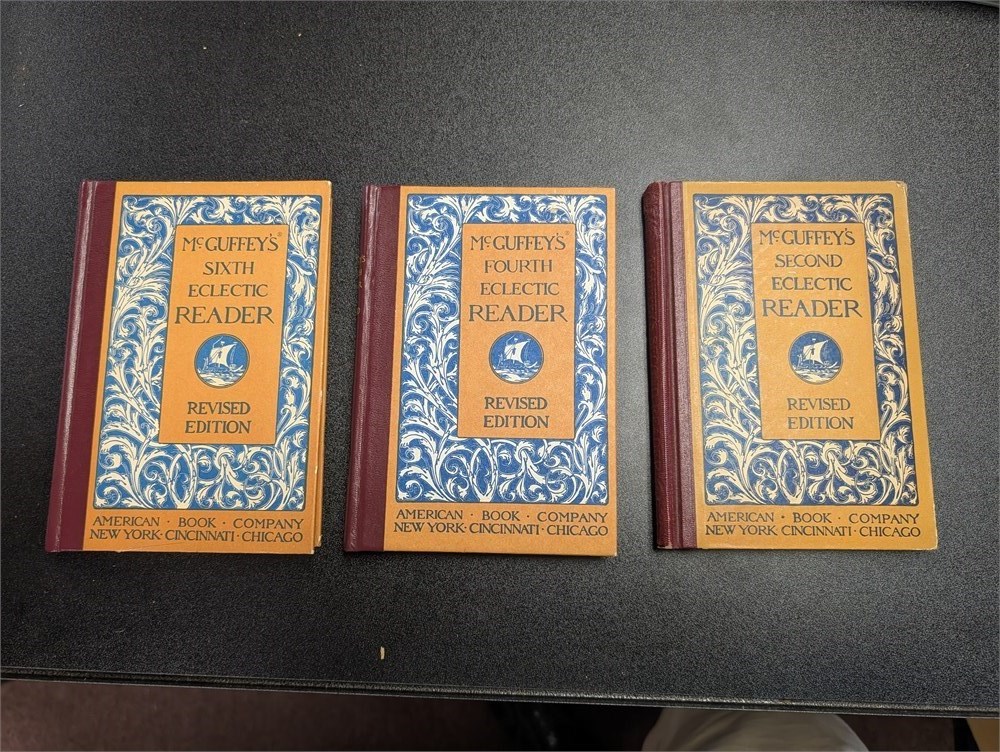 McGUFFEY'S®
SIXTH
ECLECTIC
READER
REVISED
EDITION
AMERICAN · BOOK · COMPANY
NEW YORK · CINCINNATI · CHICAGO
McGUFFEY'S®
FOURTH
ECLECTIC
READER
REVISED
EDITION
AMERICAN · BOOK · COMPANY
NEW YORK · CINCINNATI · CHICAGO
McGUFFEY'S
SECOND
ECLECTIC
READER
REVISED
EDITION
AMERICAN · BOOK · COMPANY
NEW YORK · CINCINNATI · CHICAGO